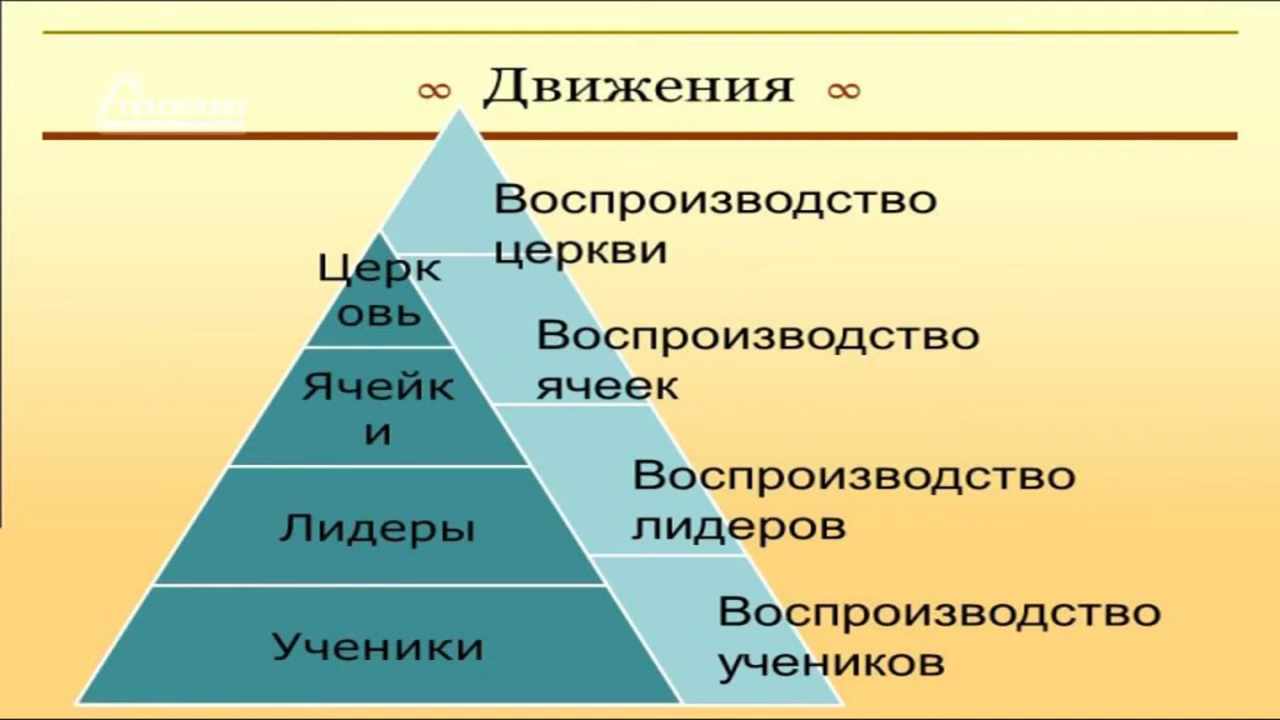 ∞ Движения ∞
Воспроизводство
церкви
Церк
овь
Воспроизводство
ячеек
Ячейк
и
Воспроизводство
лидеров
Лидеры
Воспроизводство
учеников
Ученики